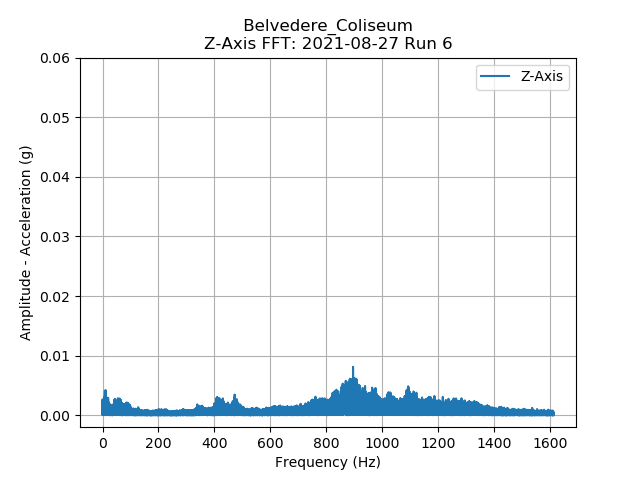 Belvedere_Coliseum
Z-Axis FFT: 2021-08-27 Run 6
Z-Axis
0.06
0.05
0.04
0.03
0.02
0.01
0.00
Amplitude - Acceleration (g)
0 200 400 600 800 1000 1200 1400 1600
Frequency (Hz)